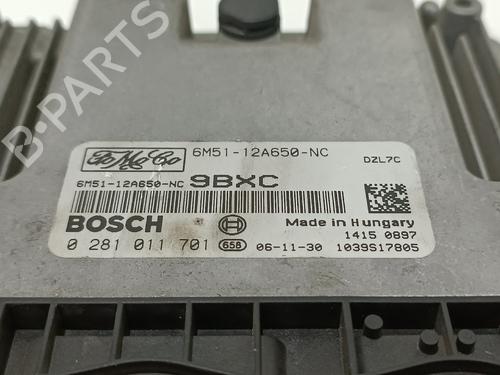 B-PARTS
FoMoCo 6M51-12A650-NC
DZL7C
6M51-12A650-NC 9BXC
BOSCH
Made in Hungary
1415 0897
0 281 011 701 658 06-11-30 1039S17805